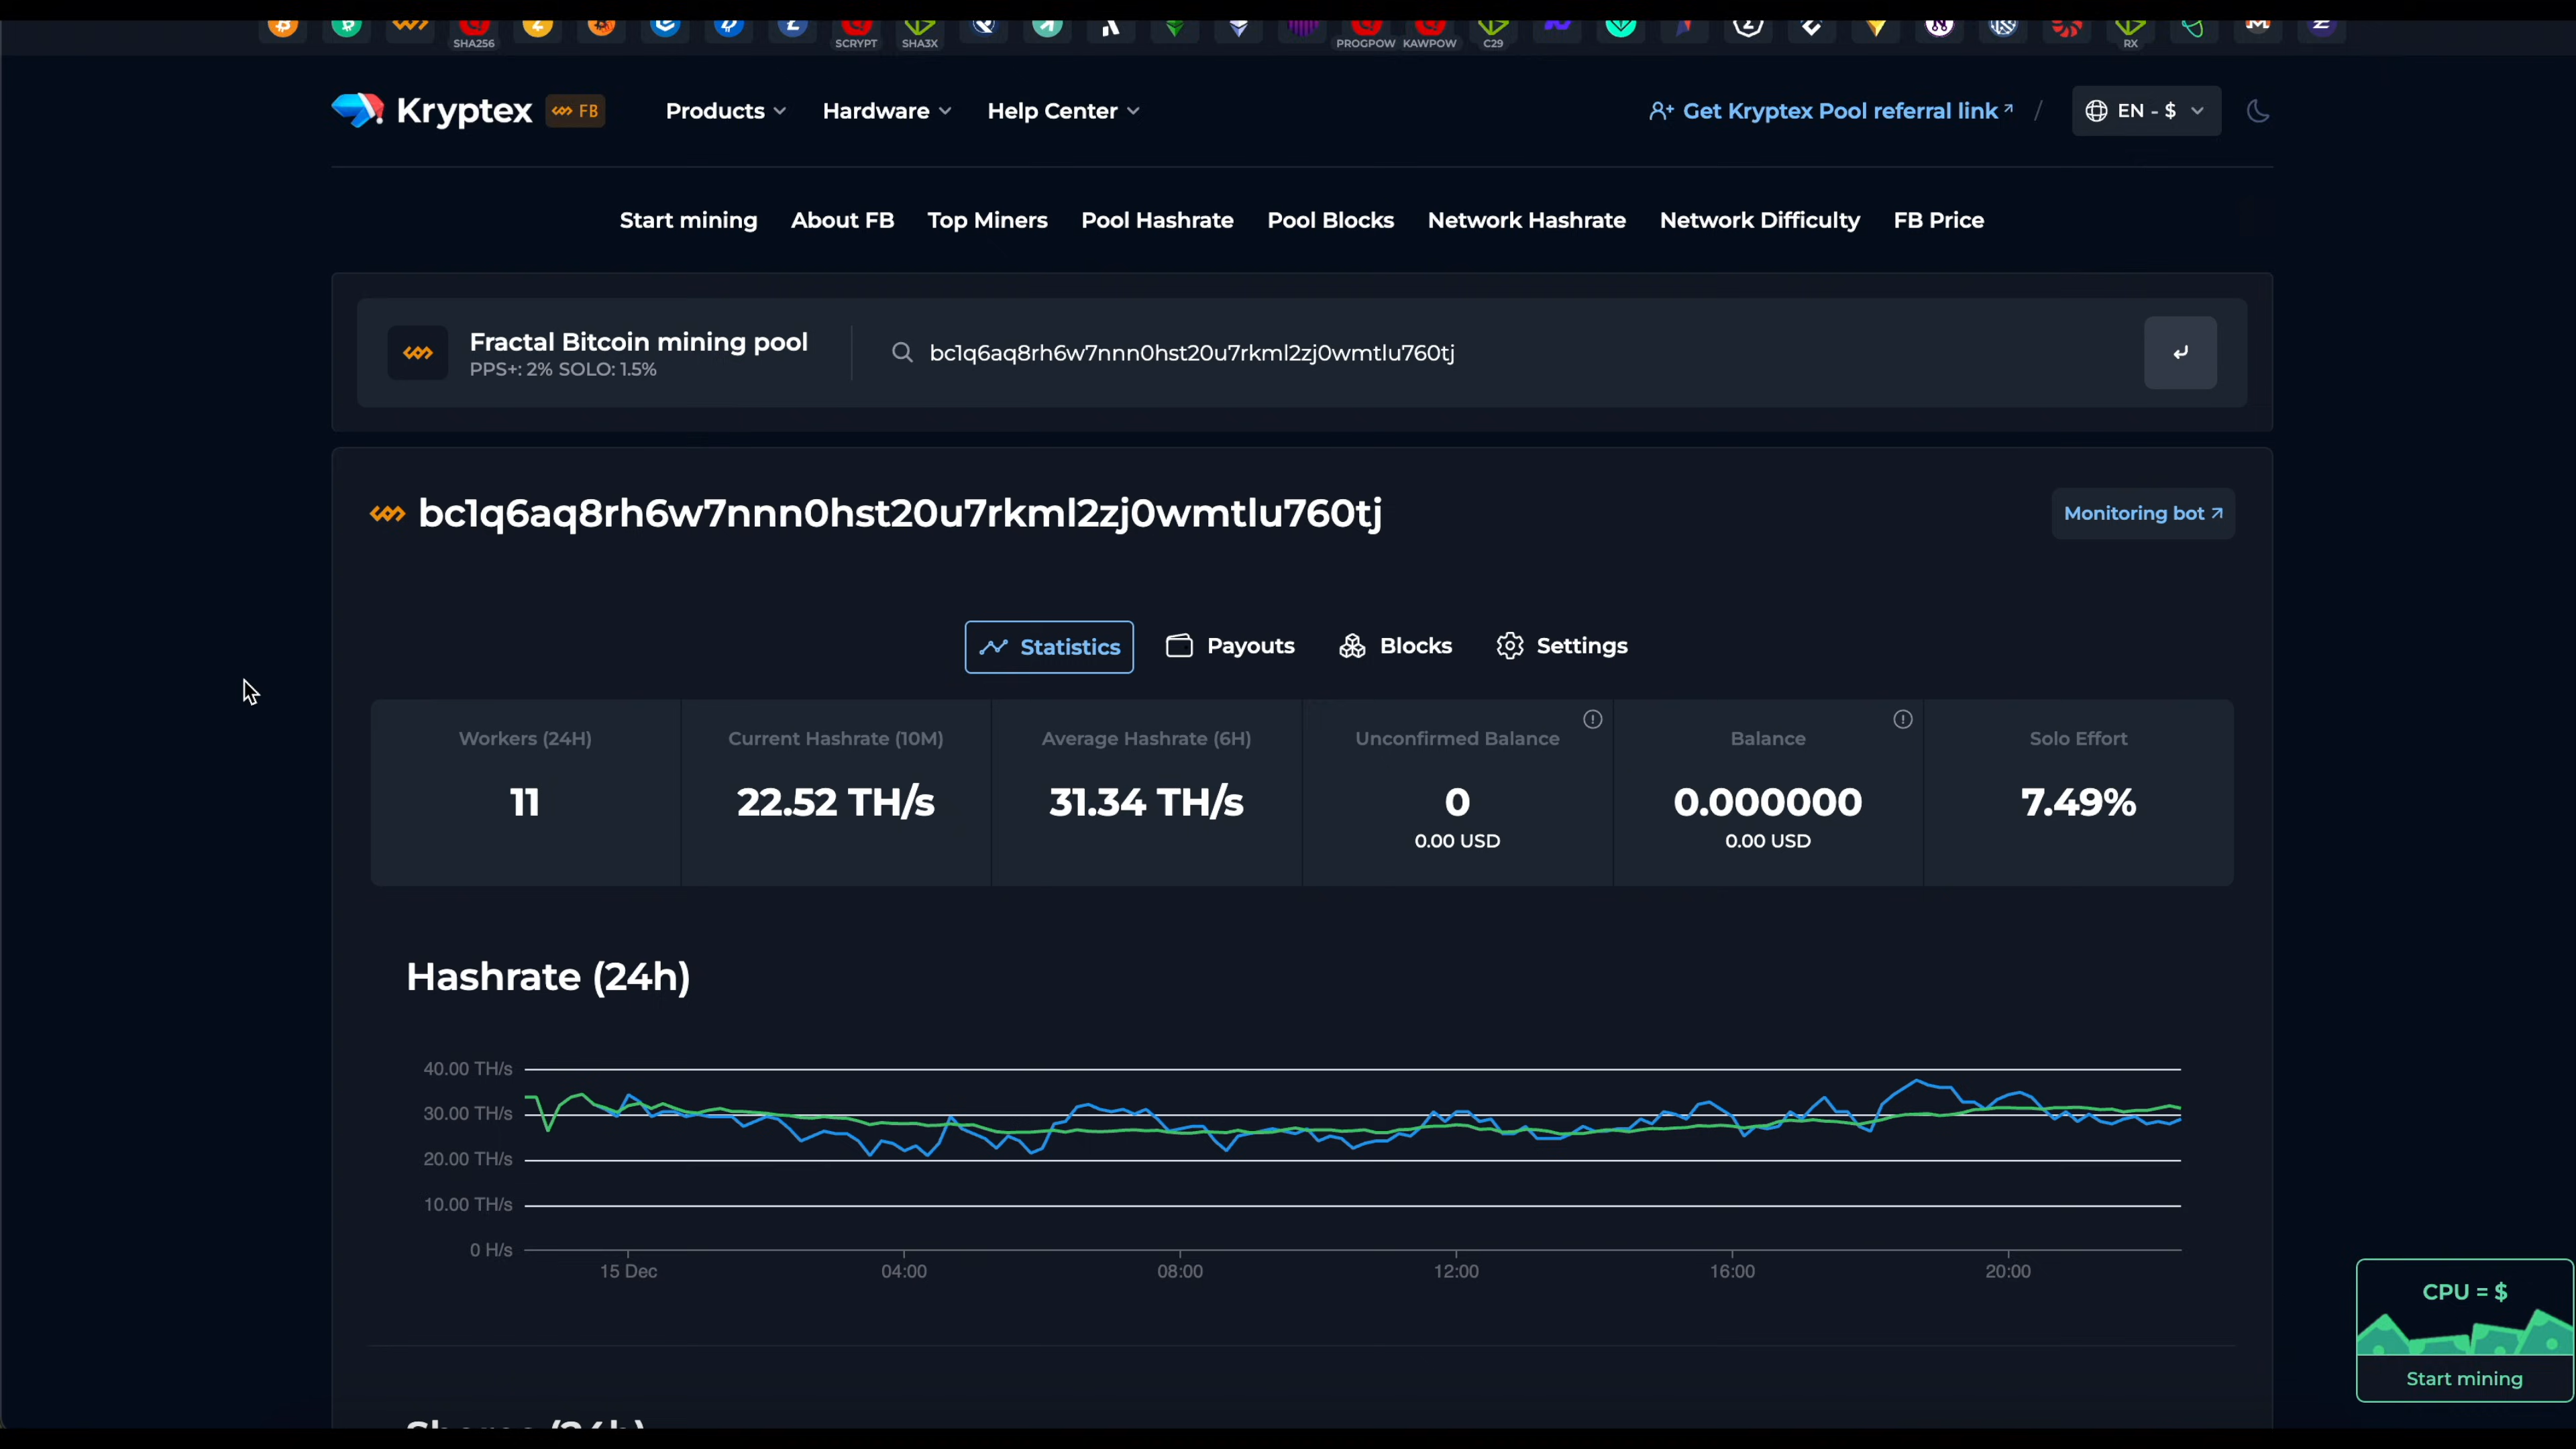 SHA256
SCRYPT
SHA3X
PROGPOW
KAWPOW
C29
RX
Kryptex
FB
Products
Hardware
Help Center
Get Kryptex Pool referral link
/
EN - $
Start mining
About FB
Top Miners
Pool Hashrate
Pool Blocks
Network Hashrate
Network Difficulty
FB Price
Fractal Bitcoin mining pool
PPS+: 2% SOLO: 1.5%
bc1q6aq8rh6w7nnn0hst20u7rkml2zj0wmtlu760tj
bc1q6aq8rh6w7nnn0hst20u7rkml2zj0wmtlu760tj
Monitoring bot
Statistics
Payouts
Blocks
Settings
Workers (24H)
11
Current Hashrate (10M)
22.52 TH/s
Average Hashrate (6H)
31.34 TH/s
Unconfirmed Balance
0
0.00 USD
Balance
0.000000
0.00 USD
Solo Effort
7.49%
Hashrate (24h)
40.00 TH/s
30.00 TH/s
20.00 TH/s
10.00 TH/s
0 H/s
15 Dec
04:00
08:00
12:00
16:00
20:00
CPU = $
Start mining